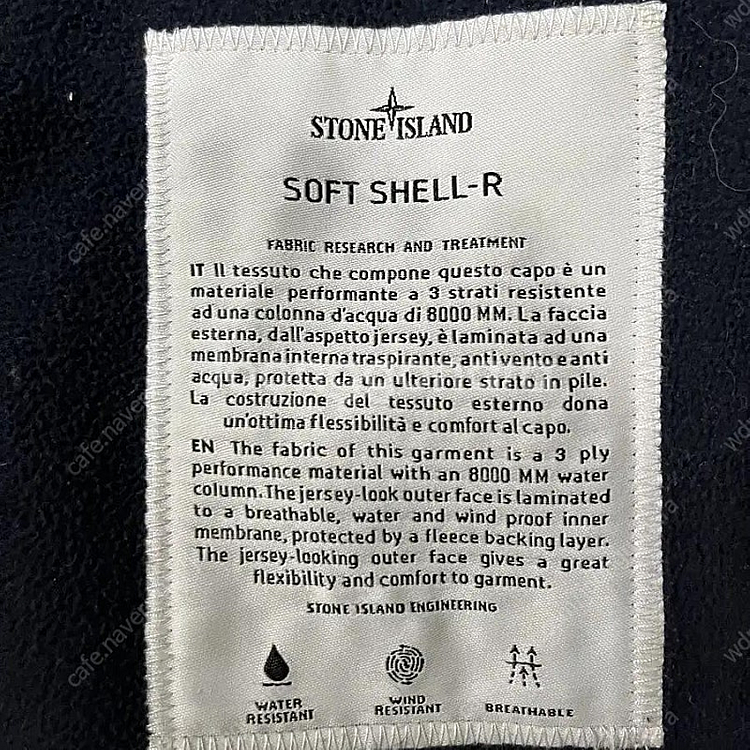 STONE ISLAND
SOFT SHELL-R
FABRIC RESEARCH AND TREATMENT
IT Il tessuto che compone questo capo è un
materiale performante a 3 strati resistente
ad una colonna d'acqua di 8000 MM. La faccia
esterna, dall'aspetto jersey, è laminata ad una
membrana interna traspirante, antivento e anti
acqua, protetta da un ulteriore strato in pile.
La costruzione del tessuto esterno dona
un'ottima flessibilità e comfort al capo.
EN The fabric of this garment is a 3 ply
performance material with an 8000 MM water
column. The jersey-look outer face is laminated
to a breathable, water and wind proof inner
membrane, protected by a fleece backing layer.
The jersey-looking outer face gives a great
flexibility and comfort to garment.
STONE ISLAND ENGINEERING
WATER RESISTANT
WIND RESISTANT
BREATHABLE